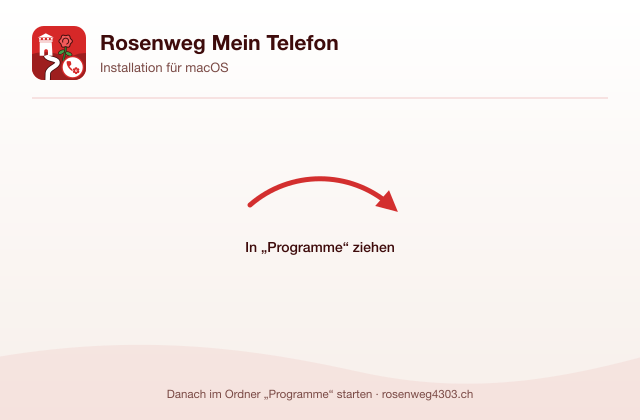 Rosenweg Mein Telefon
Installation für macOS
In „Programme“ ziehen
Danach im Ordner „Programme“ starten · rosenweg4303.ch